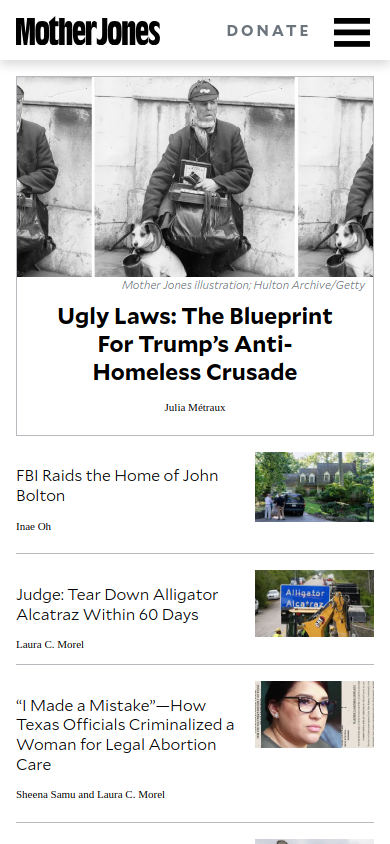 Mother Jones
DONATE
Mother Jones illustration; Hulton Archive/Getty
Ugly Laws: The Blueprint
For Trump’s Anti-
Homeless Crusade
Julia Métraux
FBI Raids the Home of John
Bolton
Inae Oh
Judge: Tear Down Alligator
Alcatraz Within 60 Days
Laura C. Morel
Alligator
Alcatraz
“I Made a Mistake”—How
Texas Officials Criminalized a
Woman for Legal Abortion
Care
Sheena Samu and Laura C. Morel